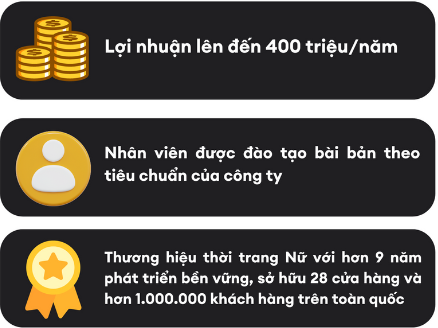 Lợi nhuận lên đến 400 triệu/năm
Nhân viên được đào tạo bài bản theo
tiêu chuẩn của công ty
Thương hiệu thời trang Nữ với hơn 9 năm
phát triển bền vững, sở hữu 28 cửa hàng và
hơn 1.000.000 khách hàng trên toàn quốc